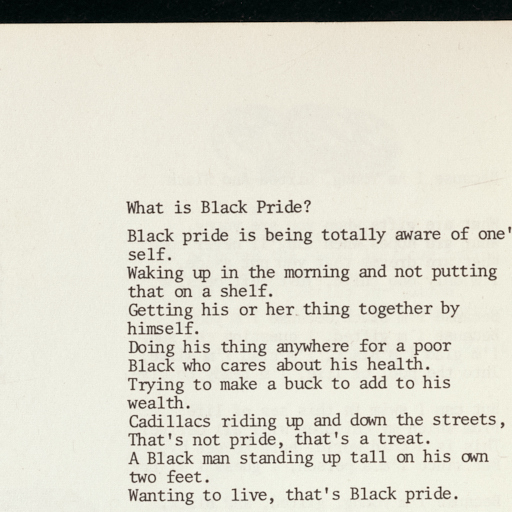 What is Black Pride?
Black pride is being totally aware of one'
self.
Waking up in the morning and not putting
that on a shelf.
Getting his or her thing together by
himself.
Doing his thing anywhere for a poor
Black who cares about his health.
Trying to make a buck to add to his
wealth.
Cadillacs riding up and down the streets,
That's not pride, that's a treat.
A Black man standing up tall on his own
two feet.
Wanting to live, that's Black pride.